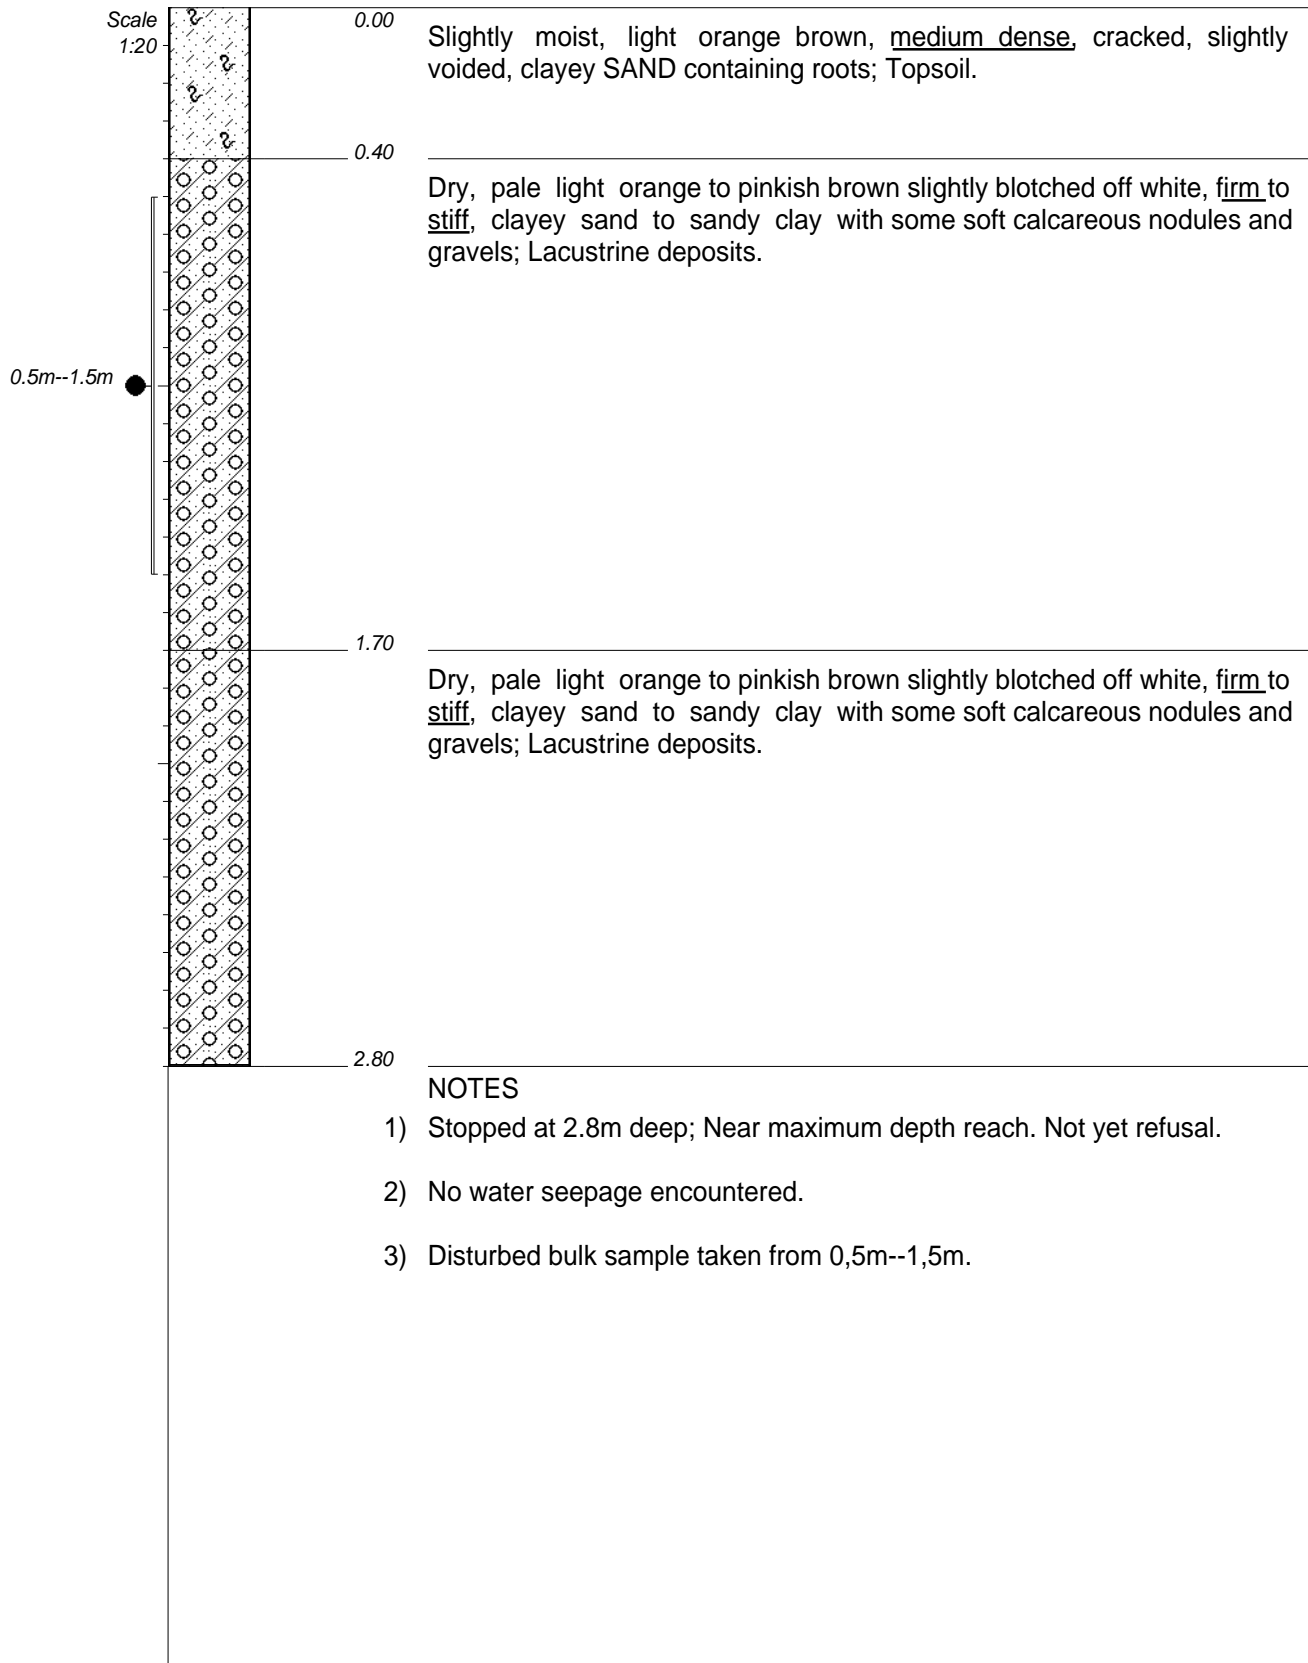 Scale
1:20
0.00
Slightly moist, light orange brown, medium dense, cracked, slightly
voided, clayey SAND containing roots; Topsoil.
0.40
Dry, pale light orange to pinkish brown slightly blotched off white, firm to
stiff, clayey sand to sandy clay with some soft calcareous nodules and
gravels; Lacustrine deposits.
0.5m--1.5m
1.70
Dry, pale light orange to pinkish brown slightly blotched off white, firm to
stiff, clayey sand to sandy clay with some soft calcareous nodules and
gravels; Lacustrine deposits.
2.80
NOTES
1) Stopped at 2.8m deep; Near maximum depth reach. Not yet refusal.
2) No water seepage encountered.
3) Disturbed bulk sample taken from 0,5m--1,5m.